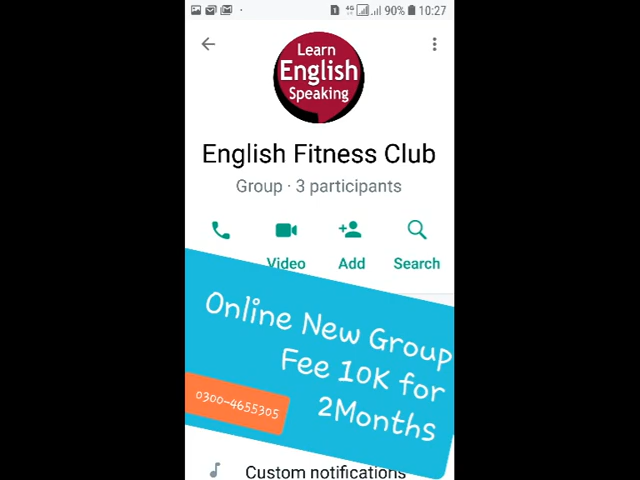 90% 10:27
Learn
English
Speaking
English Fitness Club
Group · 3 participants
Video Add Search
Online New Group
Fee 10K for
2Months
0300-4655305
Custom notifications